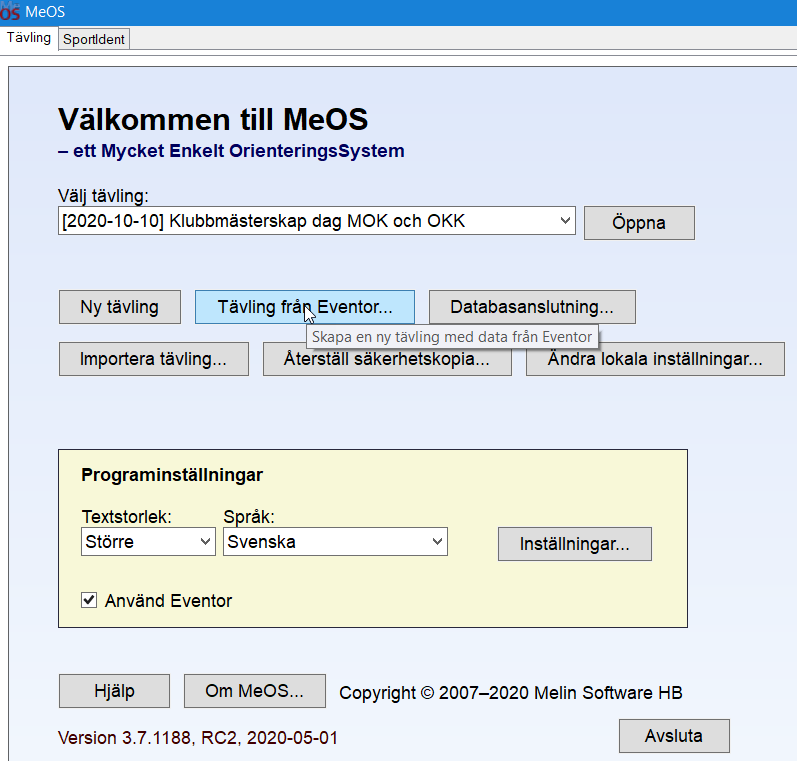 MeOS
Tävling SportIdent
Välkommen till MeOS
– ett Mycket Enkelt OrienteringsSystem
Välj tävling:
[2020-10-10] Klubbmästerskap dag MOK och OKK Öppna
Ny tävling Tävling från Eventor... Databasanslutning...
Skapa en ny tävling med data från Eventor
Importera tävling... Återställ säkerhetskopia... Ändra lokala inställningar...
Programinställningar
Textstorlek: Språk:
Större Svenska Inställningar...
Använd Eventor
Hjälp Om MeOS... Copyright © 2007–2020 Melin Software HB
Version 3.7.1188, RC2, 2020-05-01 Avsluta